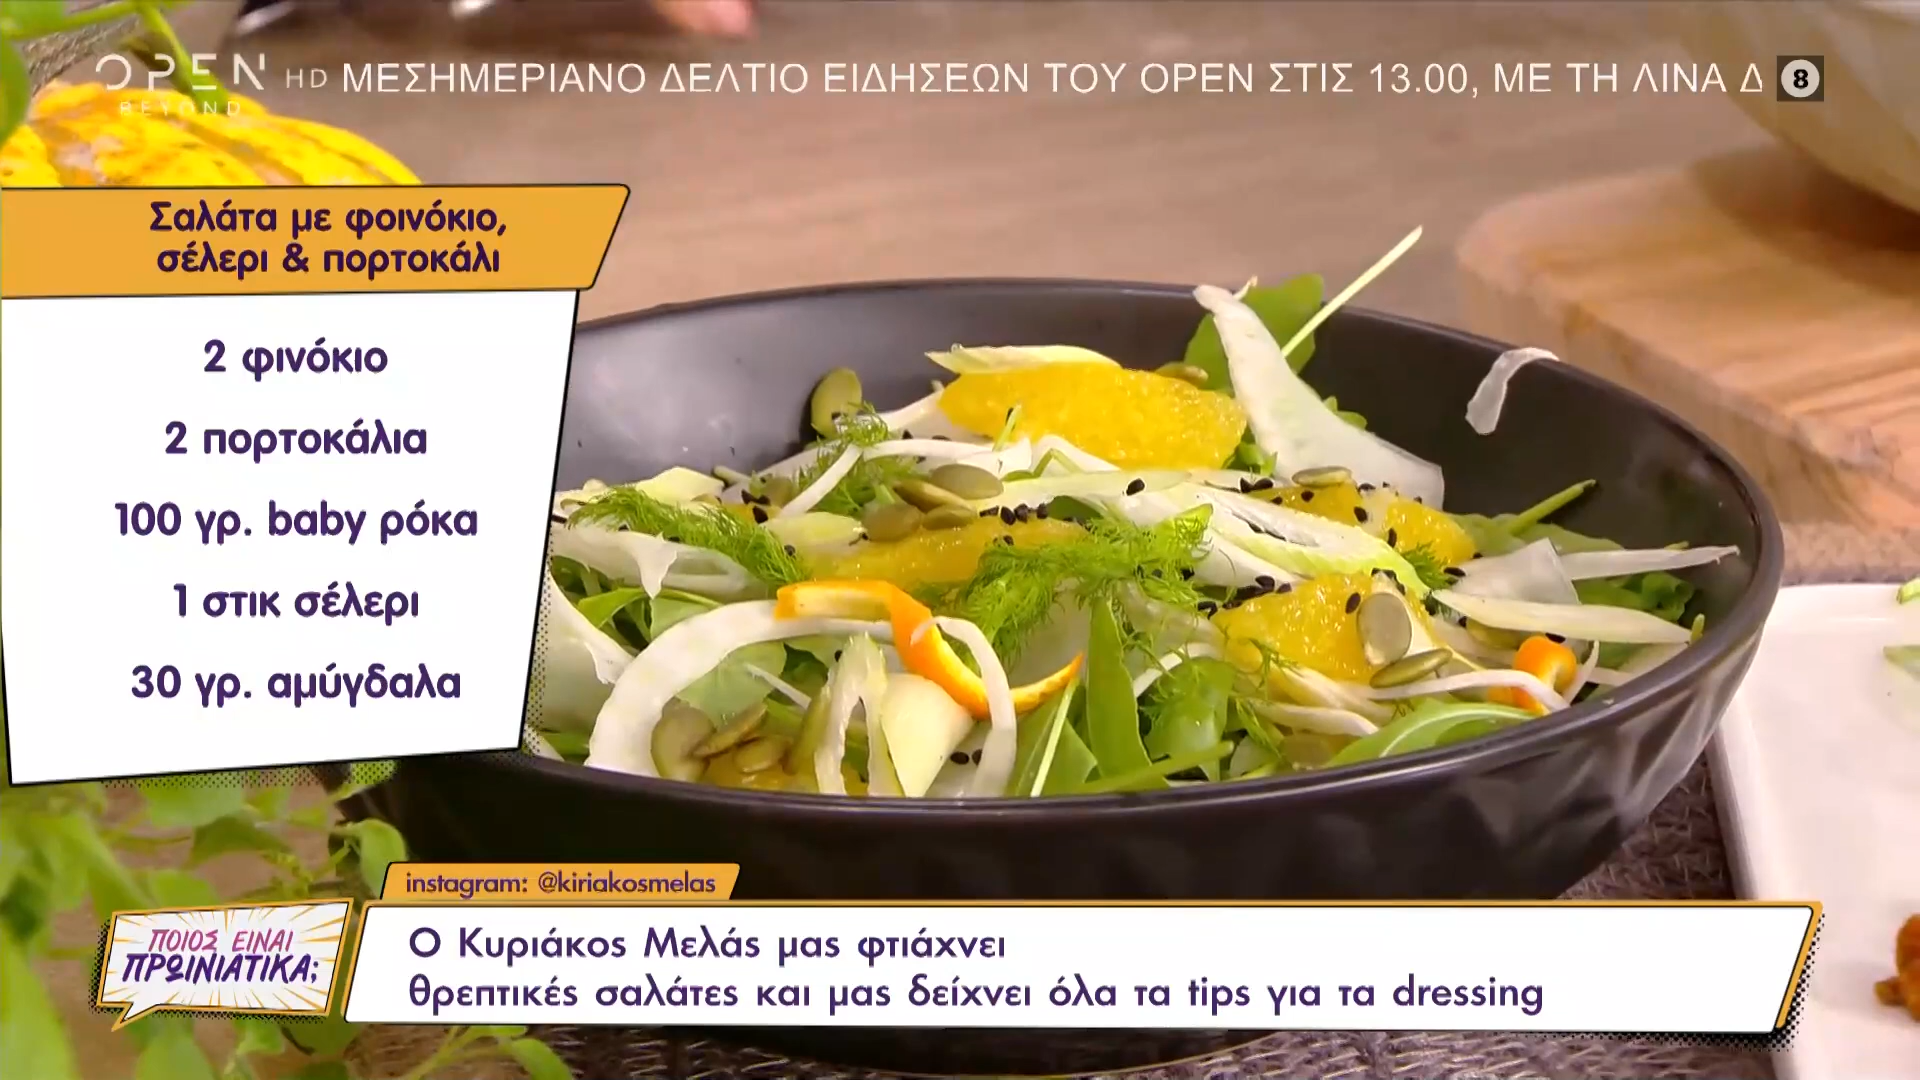 OPEN
BEYOND
HD ΜΕΣΗΜΕΡΙΑΝΟ ΔΕΛΤΙΟ ΕΙΔΗΣΕΩΝ ΤΟΥ OPEN ΣΤΙΣ 13.00, ΜΕ ΤΗ ΛΙΝΑ Δ
8
Σαλάτα με φοινόκιο,
σέλερι & πορτοκάλι
2 φινόκιο
2 πορτοκάλια
100 γρ. baby ρόκα
1 στικ σέλερι
30 γρ. αμύγδαλα
instagram: @kiriakosmelas
ΠΟΙΟΣ ΕΙΝΑΙ
ΠΡΩΙΝΙΑΤΙΚΑ;
Ο Κυριάκος Μελάς μας φτιάχνει
θρεπτικές σαλάτες και μας δείχνει όλα τα tips για τα dressing